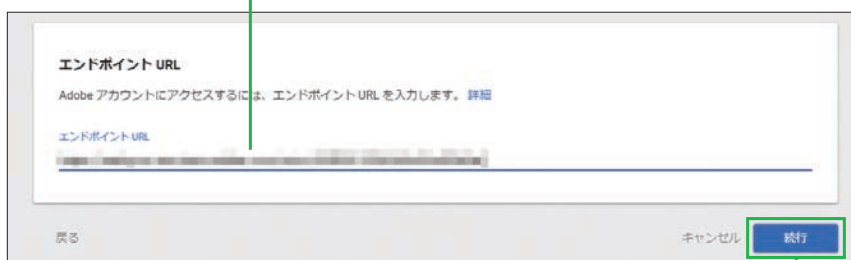 エンドポイント URL
Adobe アカウントにアクセスするには、エンドポイント URL を入力します。 詳細
エンドポイント URL
戻る
キャンセル
続行